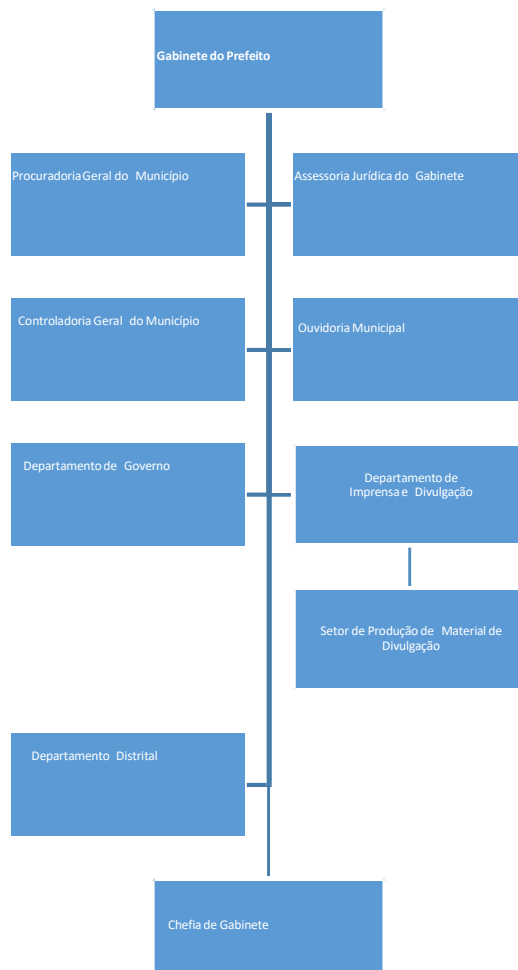 Gabinete do Prefeito
Procuradoria Geral do Município
Assessoria Jurídica do Gabinete
Controladoria Geral do Município
Ouvidoria Municipal
Departamento de Governo
Departamento de
Imprensa e Divulgação
Setor de Produção de Material de
Divulgação
Departamento Distrital
Chefia de Gabinete